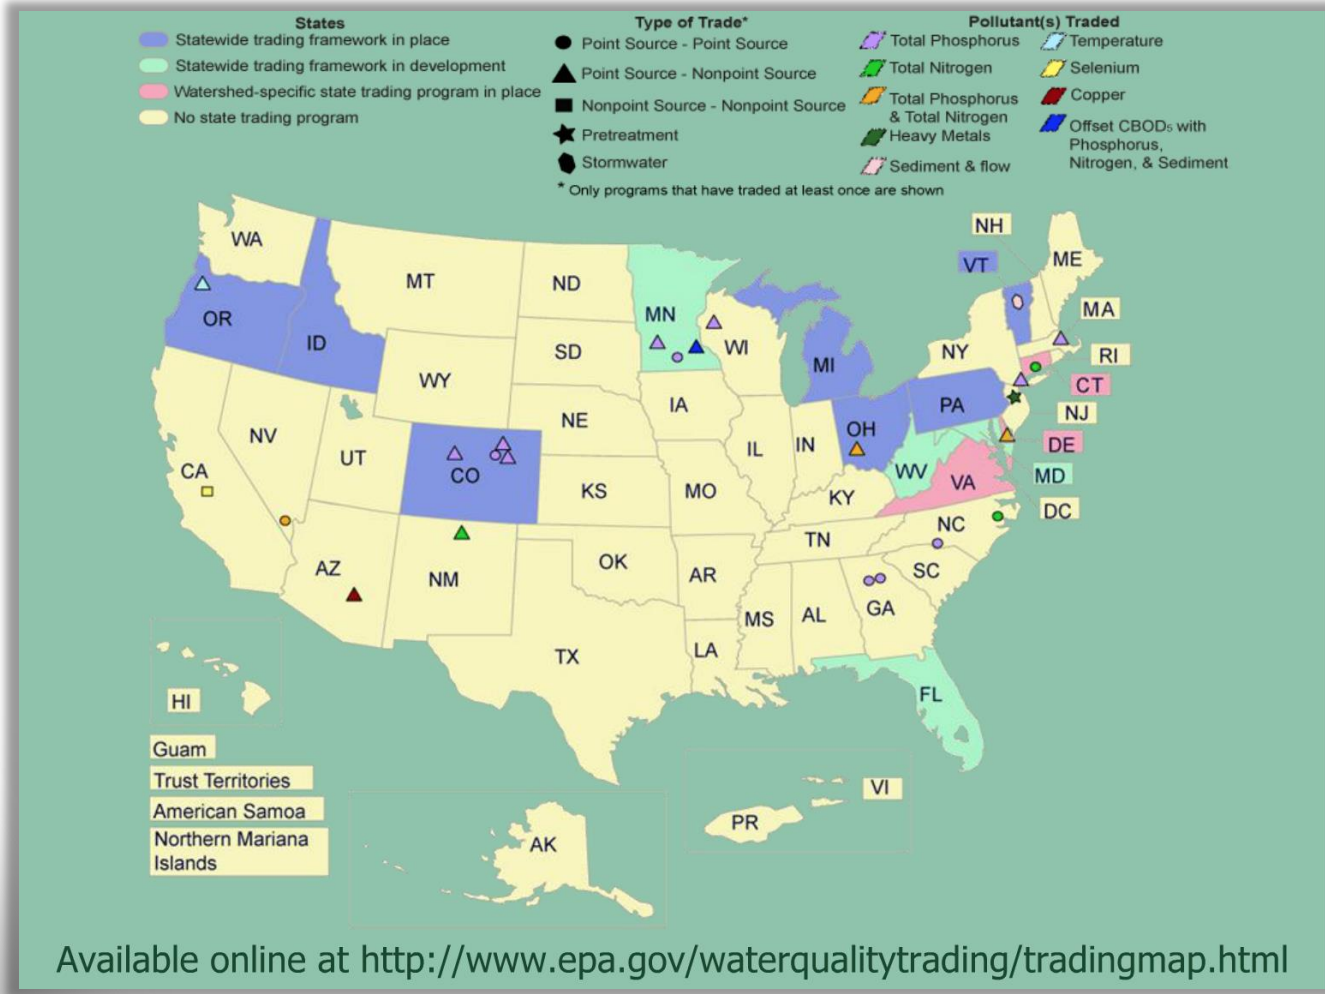 States
Statewide trading framework in place
Statewide trading framework in development
Watershed-specific state trading program in place
No state trading program
Type of Trade*
Point Source - Point Source
Point Source - Nonpoint Source
Nonpoint Source - Nonpoint Source
Pretreatment
Stormwater
* Only programs that have traded at least once are shown
Pollutant(s) Traded
Total Phosphorus
Total Nitrogen
Total Phosphorus
& Total Nitrogen
Heavy Metals
Sediment & flow
Temperature
Selenium
Copper
Offset CBOD₅ with
Phosphorus,
Nitrogen, & Sediment
NH
WA
VT
ME
MT
ND
MA
MN
OR
ID
SD
WI
MI
NY
RI
WY
CT
IA
PA
NJ
NE
NV
OH
DE
UT
IL
IN
CA
CO
WV
MD
KS
MO
KY
VA
DC
NC
TN
OK
AZ
NM
AR
SC
GA
MS
AL
LA
TX
FL
HI
Guam
Trust Territories
American Samoa
Northern Mariana
Islands
VI
PR
AK
Available online at http://www.epa.gov/waterqualitytrading/tradingmap.html